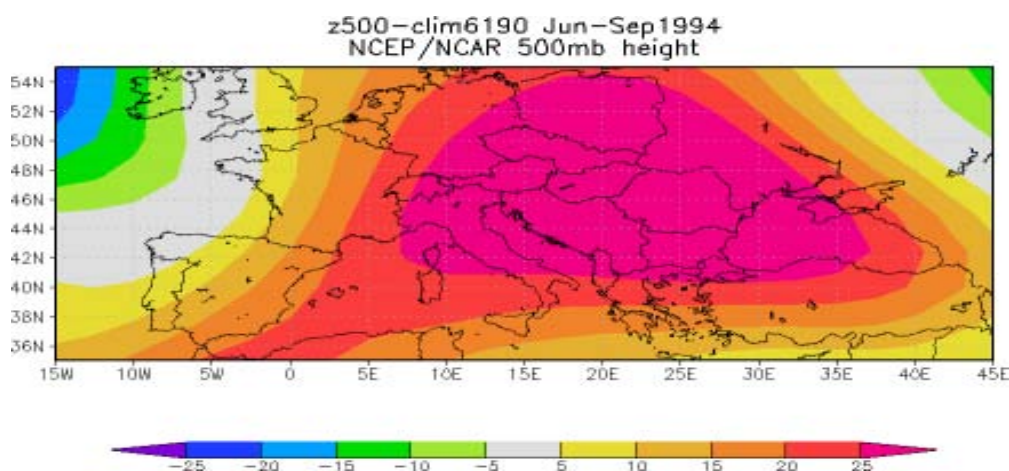 z500-clim6190 Jun-Sep1994
NCEP/NCAR 500mb height
54N
52N
50N
48N
46N
44N
42N
40N
38N
36N
15W 10W 5W 0 5E 10E 15E 20E 25E 30E 35E 40E 45E
-25 -20 -15 -10 -5 5 10 15 20 25